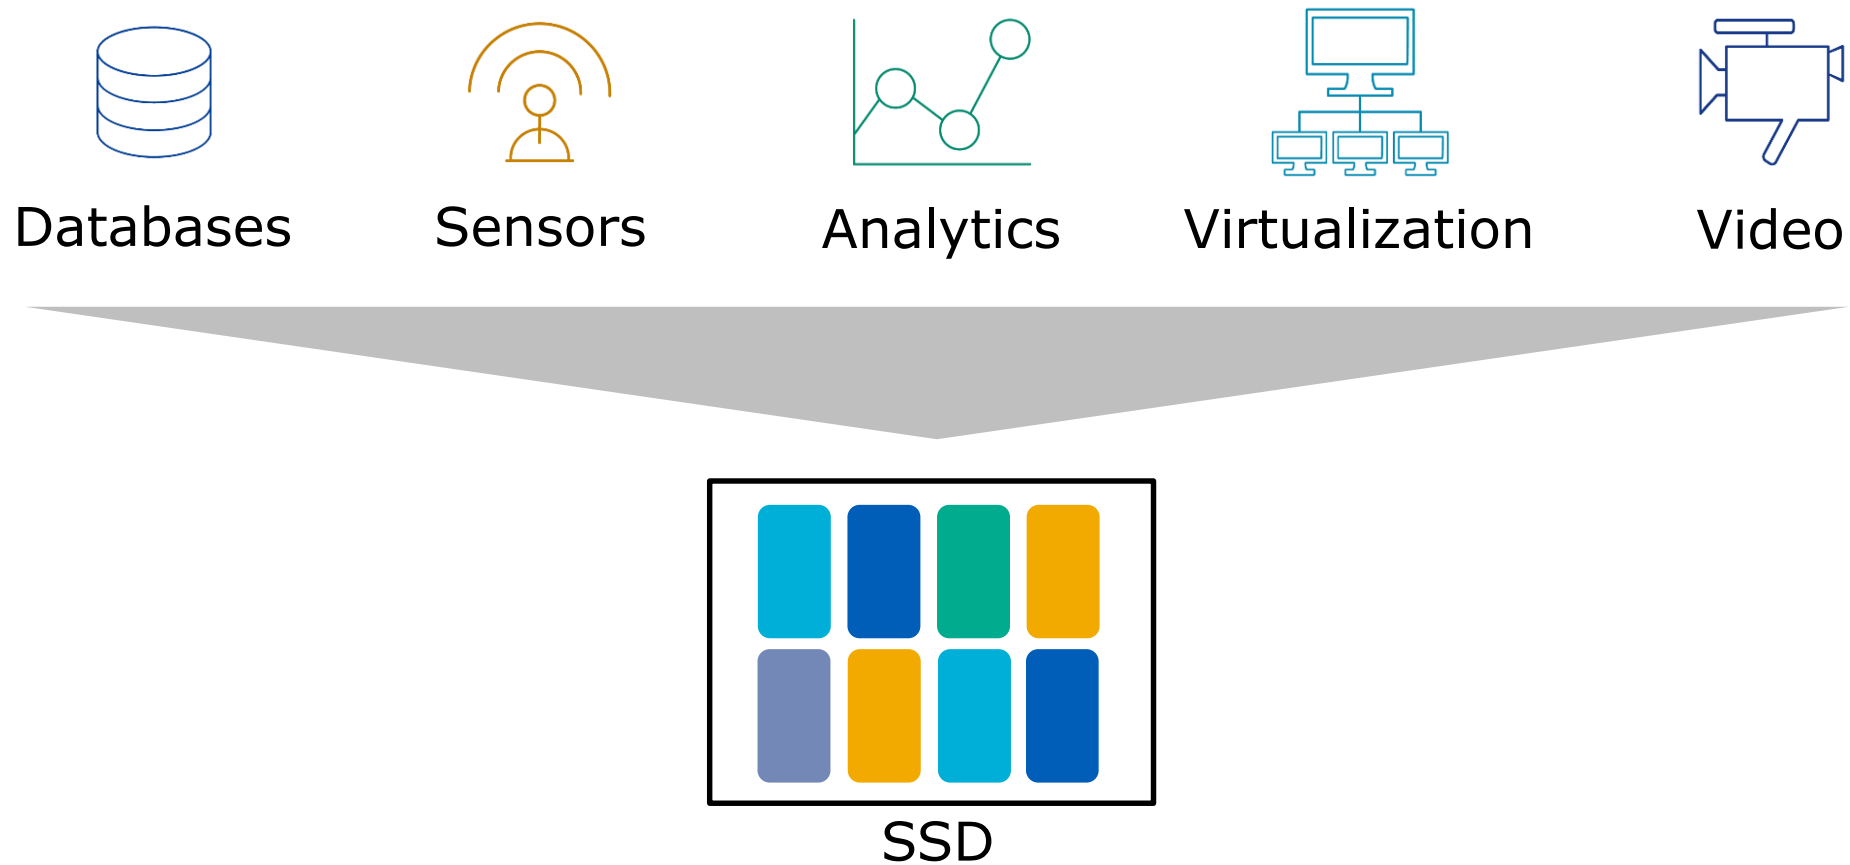 Databases
Sensors
Analytics
Virtualization
Video
SSD